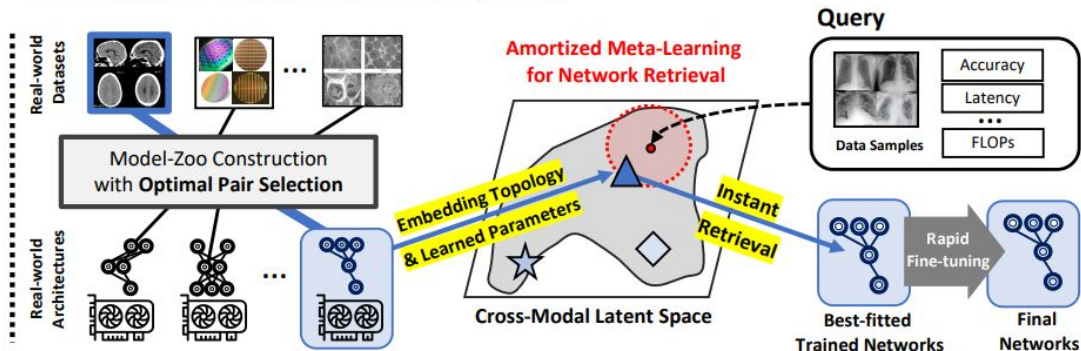 Real-world
Datasets
...
Model-Zoo Construction
with Optimal Pair Selection
Real-world
Architectures
...
Embedding Topology
& Learned Parameters
Amortized Meta-Learning
for Network Retrieval
Cross-Modal Latent Space
Instant
Retrieval
Query
Data Samples
Accuracy
Latency
...
FLOPs
Best-fitted
Trained Networks
Rapid
Fine-tuning
Final
Networks